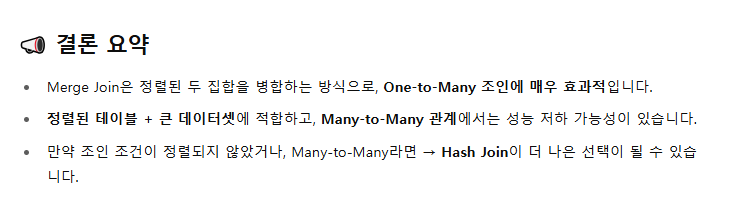 📣 결론 요약
• Merge Join은 정렬된 두 집합을 병합하는 방식으로, One-to-Many 조인에 매우 효과적입니다.
• 정렬된 테이블 + 큰 데이터셋에 적합하고, Many-to-Many 관계에서는 성능 저하 가능성이 있습니다.
• 만약 조인 조건이 정렬되지 않았거나, Many-to-Many라면 → Hash Join이 더 나은 선택이 될 수 있습
니다.